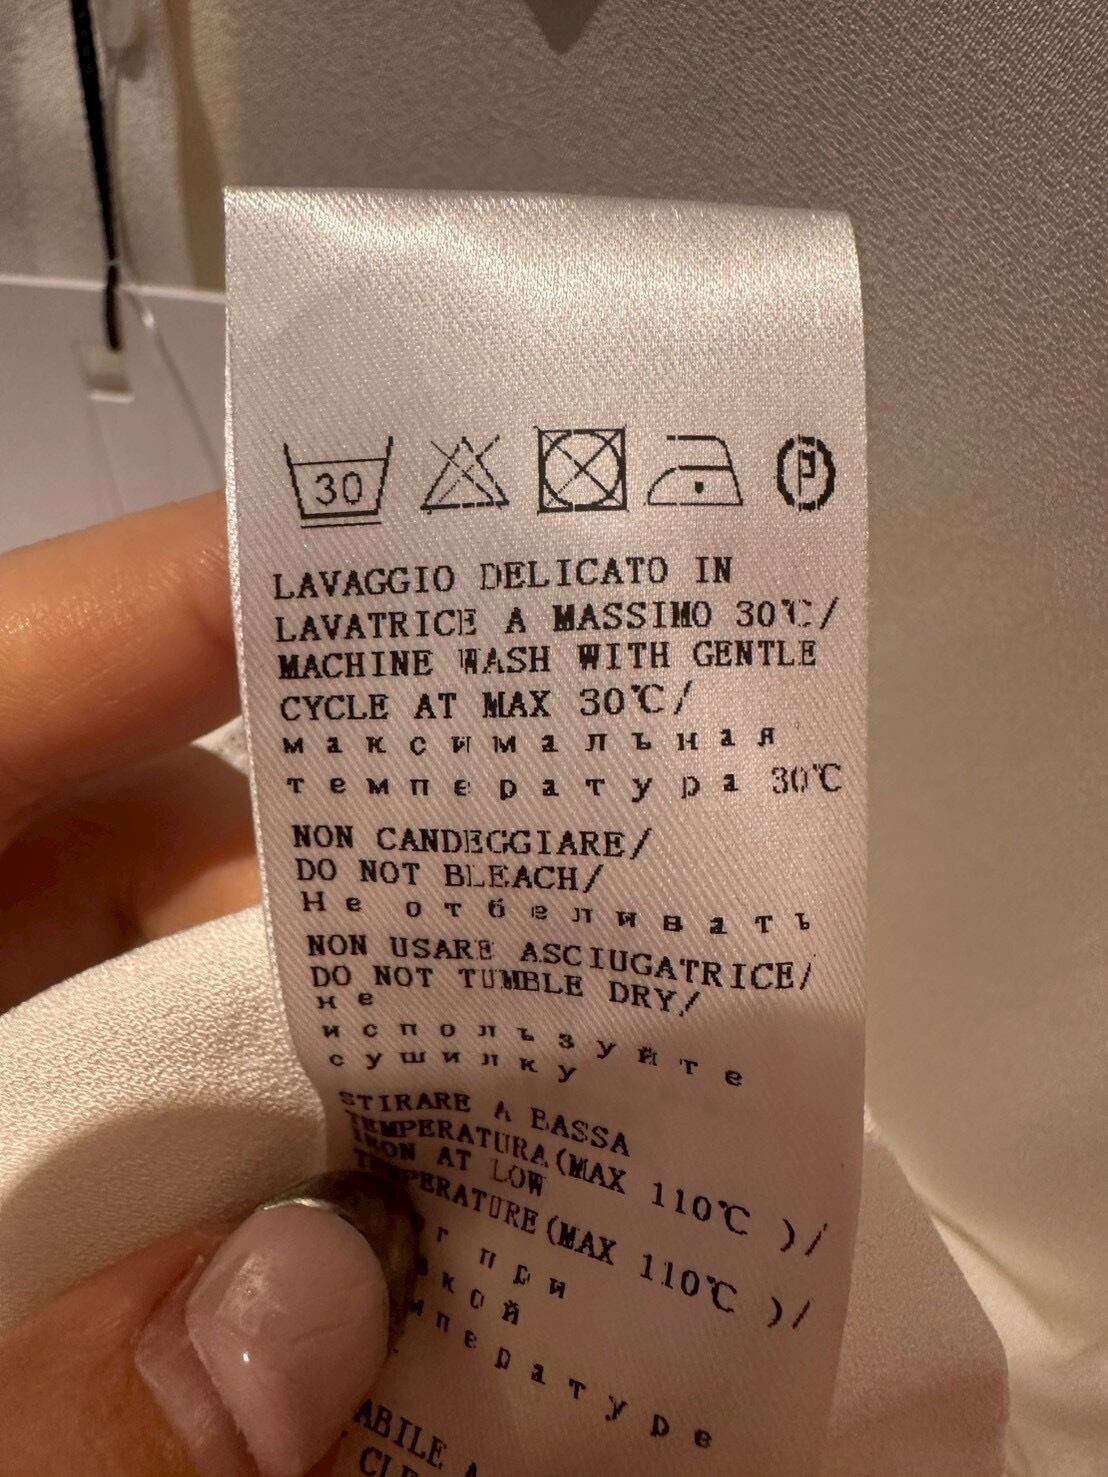 30
P
LAVAGGIO DELICATO IN
LAVATRICE A MASSIMO 30℃/
MACHINE WASH WITH GENTLE
CYCLE AT MAX 30℃/
максимальная
температура 30℃
NON CANDEGGIARE/
DO NOT BLEACH/
Не отбеливать
NON USARE ASCIUGATRICE/
DO NOT TUMBLE DRY/
не
используйте
сушилку
STIRARE A BASSA
TEMPERATURA(MAX 110℃ )/
IRON AT LOW
TEMPERATURE(MAX 110℃ )/
при